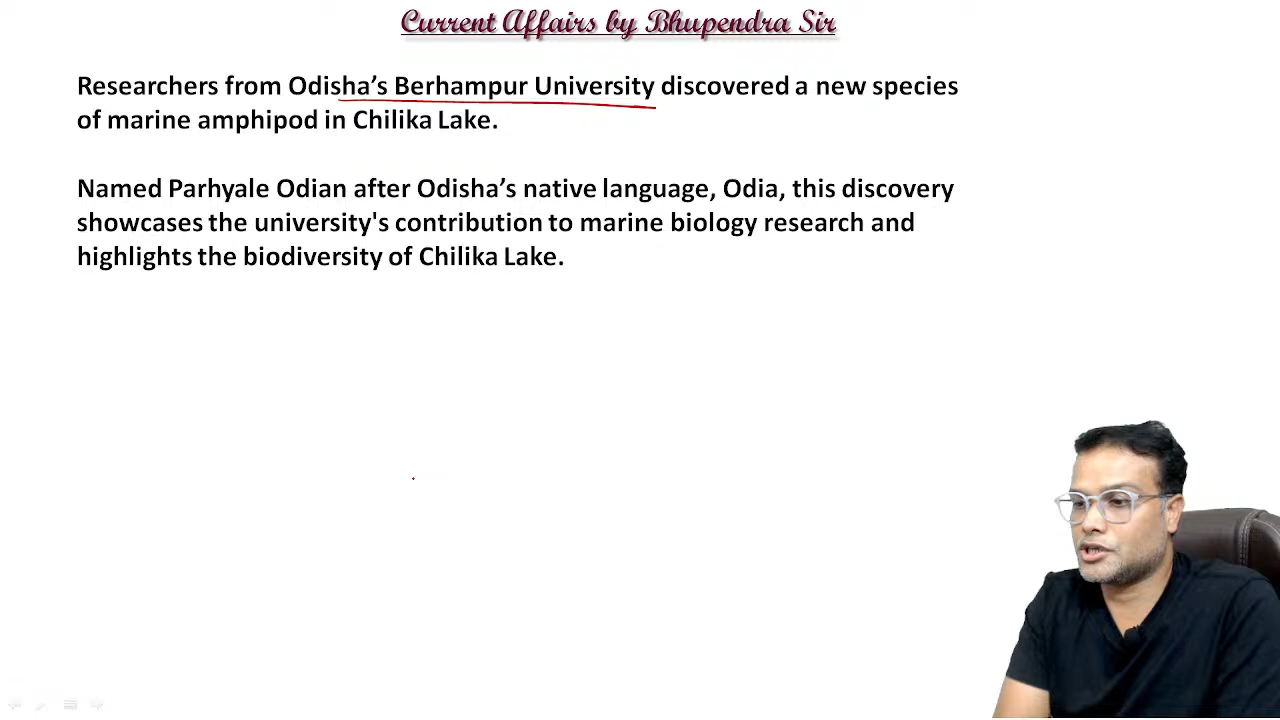 Current Affairs by Bhupendra Sir
Researchers from Odisha’s Berhampur University discovered a new species
of marine amphipod in Chilika Lake.
Named Parhyale Odian after Odisha’s native language, Odia, this discovery
showcases the university's contribution to marine biology research and
highlights the biodiversity of Chilika Lake.